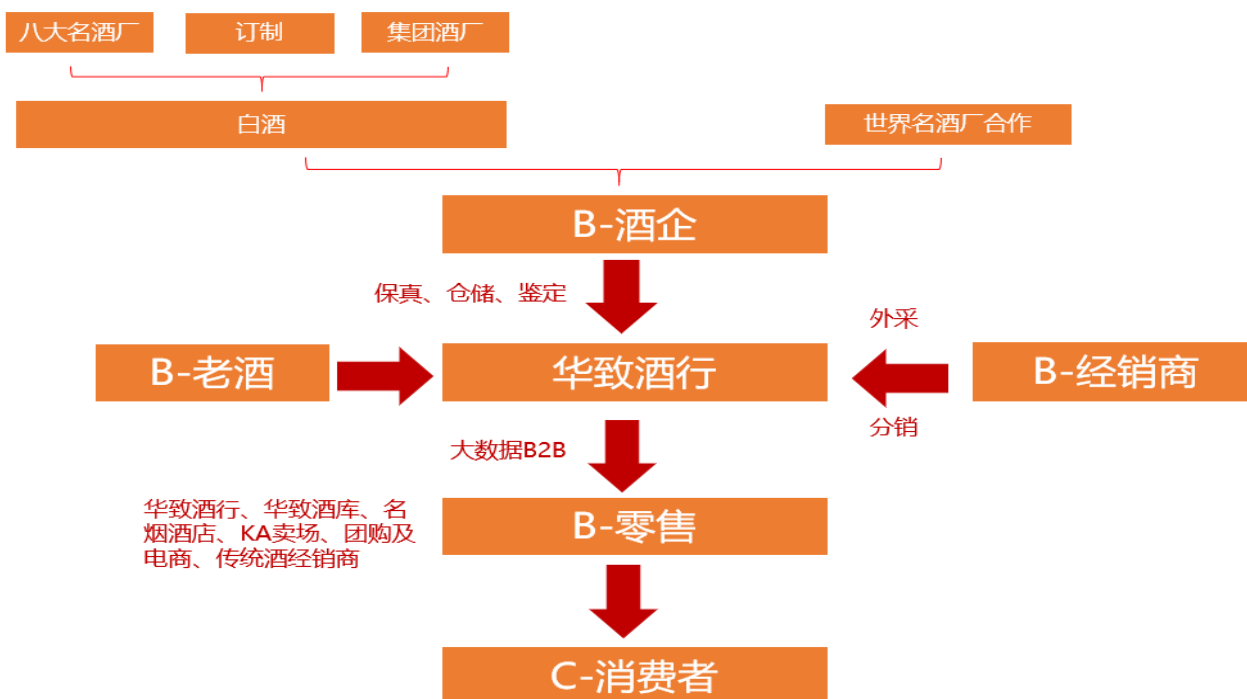 八大名酒厂
订制
集团酒厂
白酒
世界名酒厂合作
B-酒企
保真、仓储、鉴定
外采
B-老酒
华致酒行
B-经销商
分销
大数据B2B
华致酒行、华致酒库、名
烟酒店、KA卖场、团购及
电商、传统酒经销商
B-零售
C-消费者